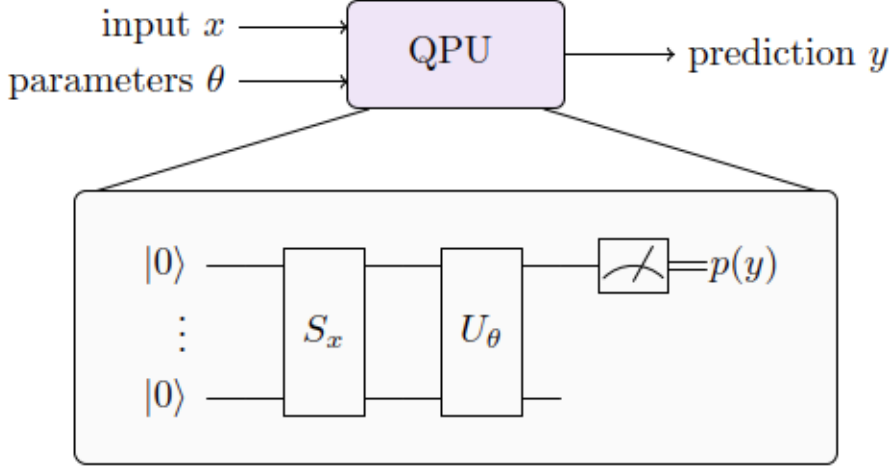 input x
QPU
prediction y
parameters θ
|0⟩
p(y)
⋮
S_x
U_θ
|0⟩